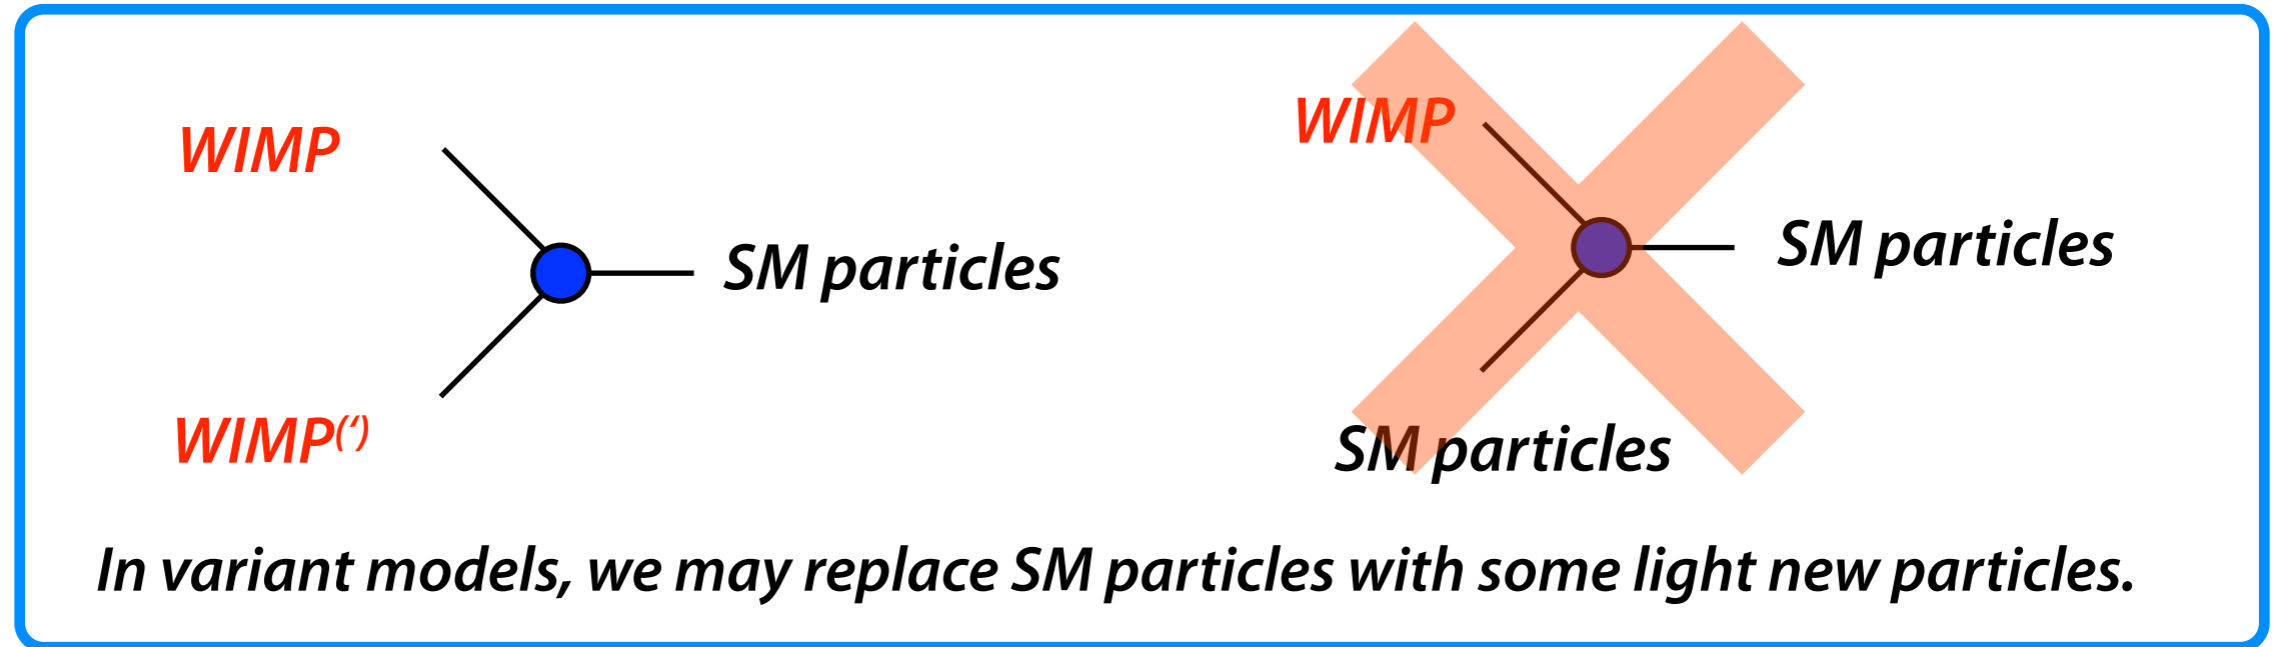 WIMP
SM particles
WIMP(‘)
WIMP
SM particles
SM particles
In variant models, we may replace SM particles with some light new particles.